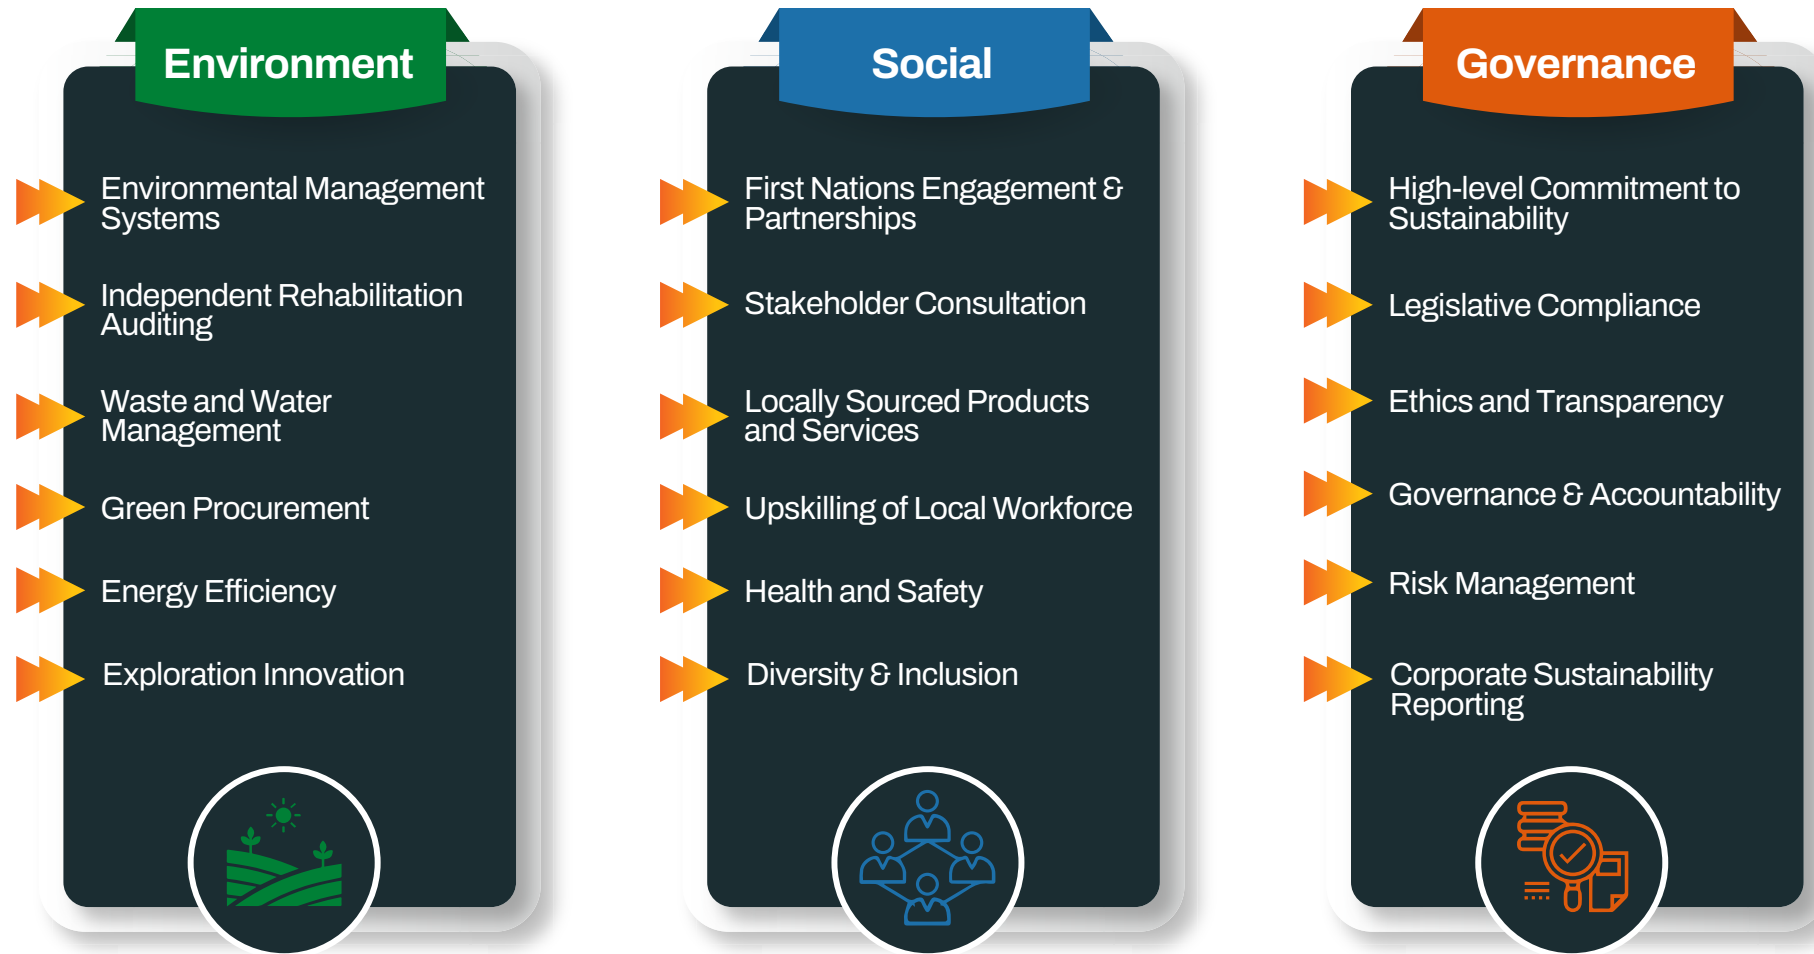 Environment
Environmental Management
Systems
Independent Rehabilitation
Auditing
Waste and Water
Management
Green Procurement
Energy Efficiency
Exploration Innovation
Social
First Nations Engagement &
Partnerships
Stakeholder Consultation
Locally Sourced Products
and Services
Upskilling of Local Workforce
Health and Safety
Diversity & Inclusion
Governance
High-level Commitment to
Sustainability
Legislative Compliance
Ethics and Transparency
Governance & Accountability
Risk Management
Corporate Sustainability
Reporting